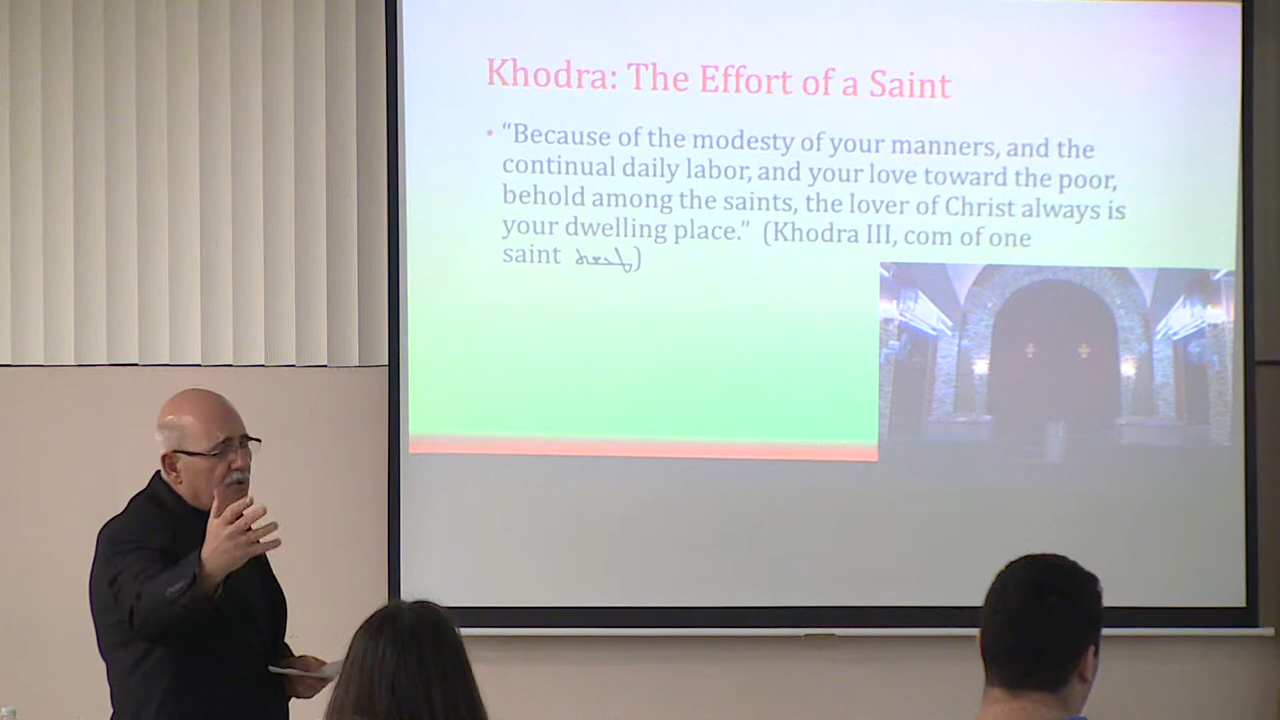 Khodra: The Effort of a Saint
• “Because of the modesty of your manners, and the
continual daily labor, and your love toward the poor,
behold among the saints, the lover of Christ always is
your dwelling place.” (Khodra III, com of one
saint )